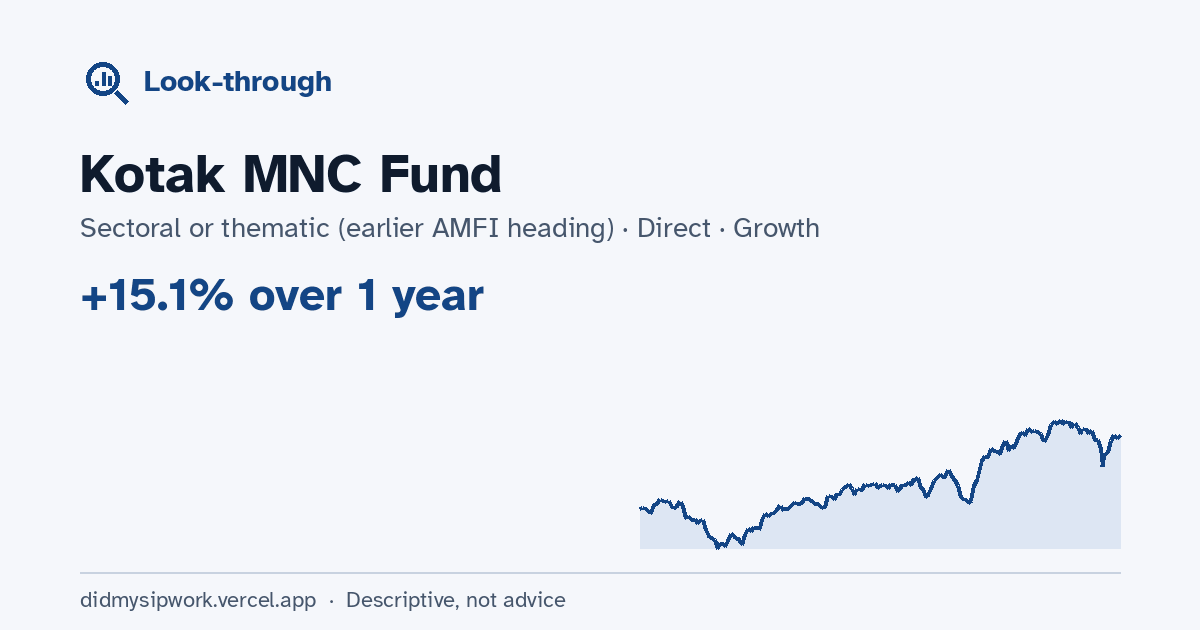 Look-through
Kotak MNC Fund
Sectoral or thematic (earlier AMFI heading) · Direct · Growth
+15.1% over 1 year
didmysipwork.vercel.app · Descriptive, not advice